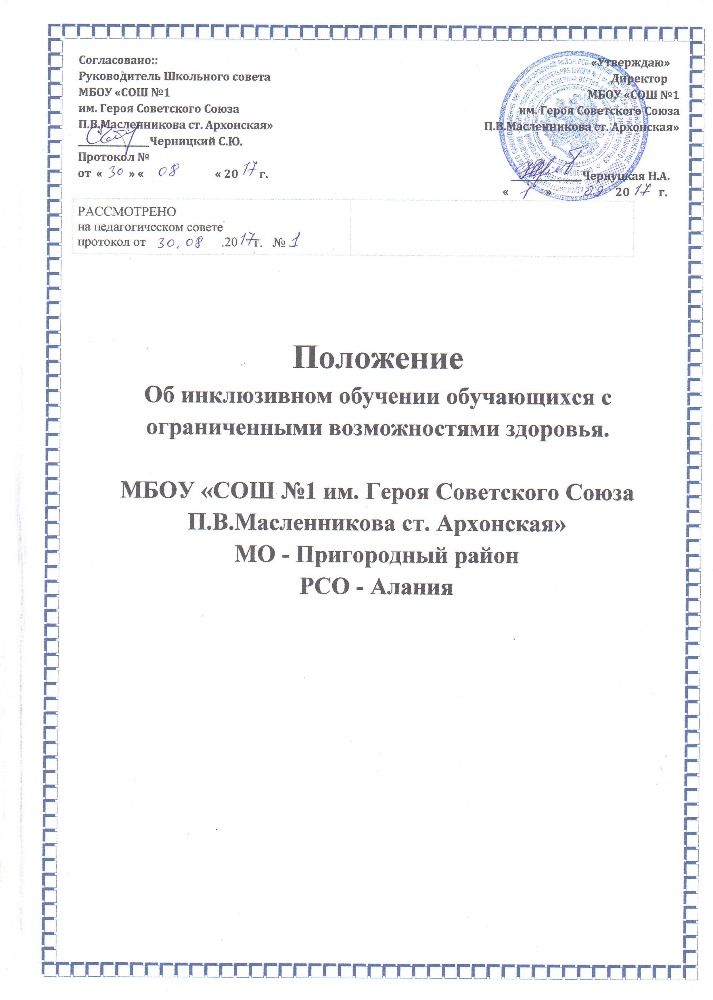 Согласовано::
Руководитель Школьного совета
МБОУ «СОШ №1
им. Героя Советского Союза
П.В.Масленникова ст. Архонская»
____________Черницкий С.Ю.
Протокол №
от « 30 » « 08 « 20 17 г.
«Утверждаю»
Директор
МБОУ «СОШ №1
им. Героя Советского Союза
П.В.Масленникова ст. Архонская»
____________Чернуцкая Н.А.
« 1 » 09 20 17 г.
РАССМОТРЕНО
на педагогическом совете
протокол от 30.08 .2017г. № 1
Положение
Об инклюзивном обучении обучающихся с
ограниченными возможностями здоровья.
МБОУ «СОШ №1 им. Героя Советского Союза
П.В.Масленникова ст. Архонская»
МО - Пригородный район
РСО - Алания